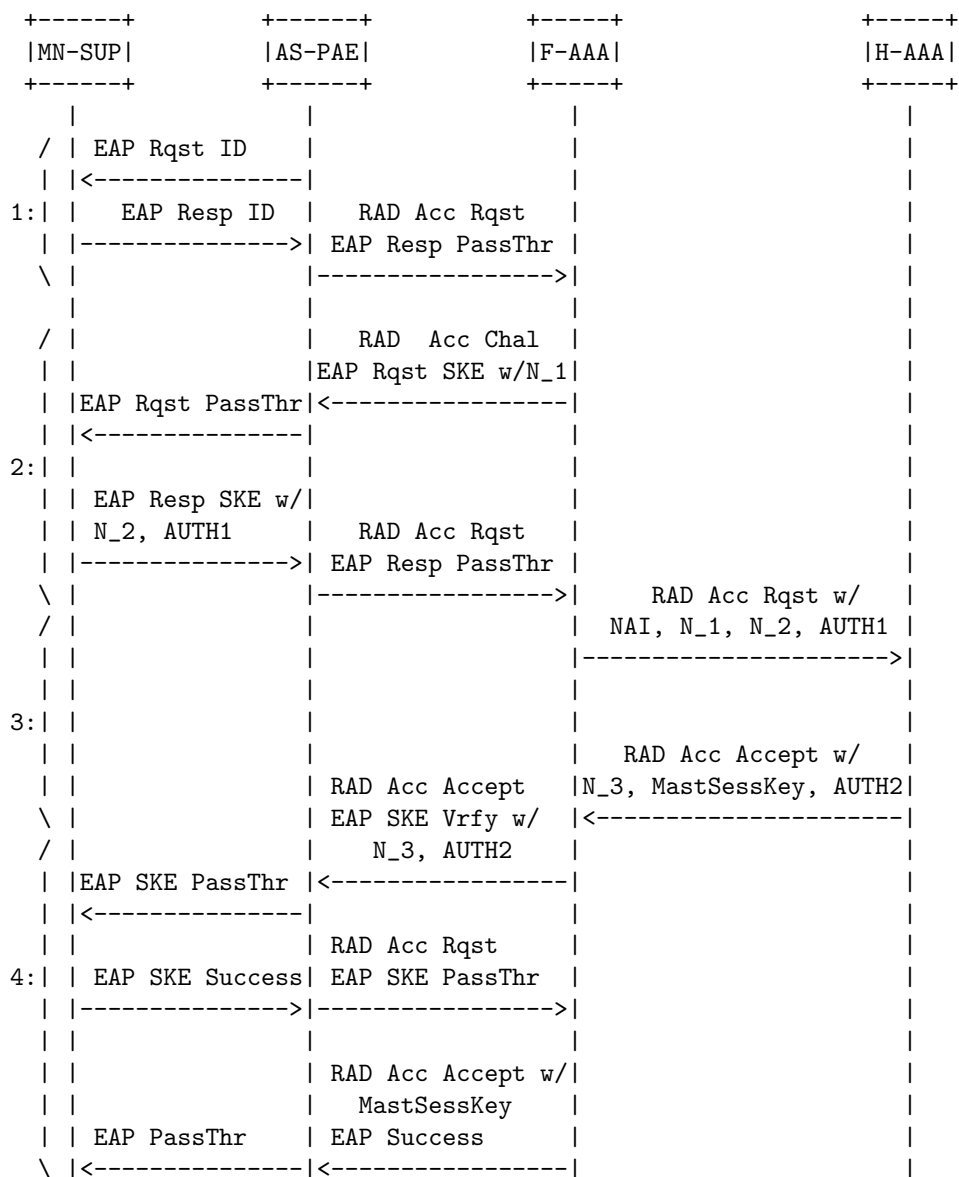 +------+ +------+ +-----+ +-----+
|MN-SUP| |AS-PAE| |F-AAA| |H-AAA|
+------+ +------+ +-----+ +-----+
| | | |
/ | EAP Rqst ID | | |
| |<---------------| | |
1:| | EAP Resp ID | RAD Acc Rqst | |
| |--------------->| EAP Resp PassThr | |
\ | |----------------->| |
| | | |
/ | | RAD Acc Chal | |
| | |EAP Rqst SKE w/N_1| |
| |EAP Rqst PassThr|<-----------------| |
| |<---------------| | |
2:| | | | |
| | EAP Resp SKE w/| | |
| | N_2, AUTH1 | RAD Acc Rqst | |
| |--------------->| EAP Resp PassThr | |
\ | |----------------->| RAD Acc Rqst w/ |
/ | | | NAI, N_1, N_2, AUTH1 |
| | | |---------------------->|
| | | | |
3:| | | | |
| | | | RAD Acc Accept w/ |
| | | RAD Acc Accept |N_3, MastSessKey, AUTH2|
\ | | EAP SKE Vrfy w/ |<----------------------|
/ | | N_3, AUTH2 | |
| |EAP SKE PassThr |<-----------------| |
| |<---------------| | |
| | | RAD Acc Rqst | |
4:| | EAP SKE Success| EAP SKE PassThr | |
| |--------------->|----------------->| |
| | | | |
| | | RAD Acc Accept w/| |
| | | MastSessKey | |
| | EAP PassThr | EAP Success | |
\ |<---------------|<-----------------| |